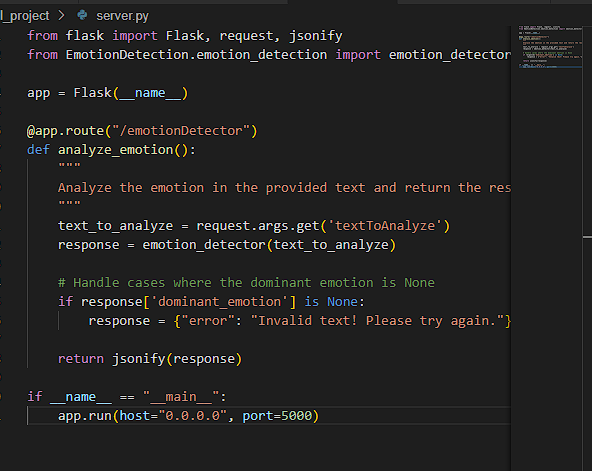 l_project > server.py
from flask import Flask, request, jsonify
from EmotionDetection.emotion_detection import emotion_detector
app = Flask(__name__)
@app.route("/emotionDetector")
def analyze_emotion():
    """
    Analyze the emotion in the provided text and return the res
    """
    text_to_analyze = request.args.get('textToAnalyze')
    response = emotion_detector(text_to_analyze)
    # Handle cases where the dominant emotion is None
    if response['dominant_emotion'] is None:
        response = {"error": "Invalid text! Please try again."}
    return jsonify(response)
if __name__ == "__main__":
    app.run(host="0.0.0.0", port=5000)